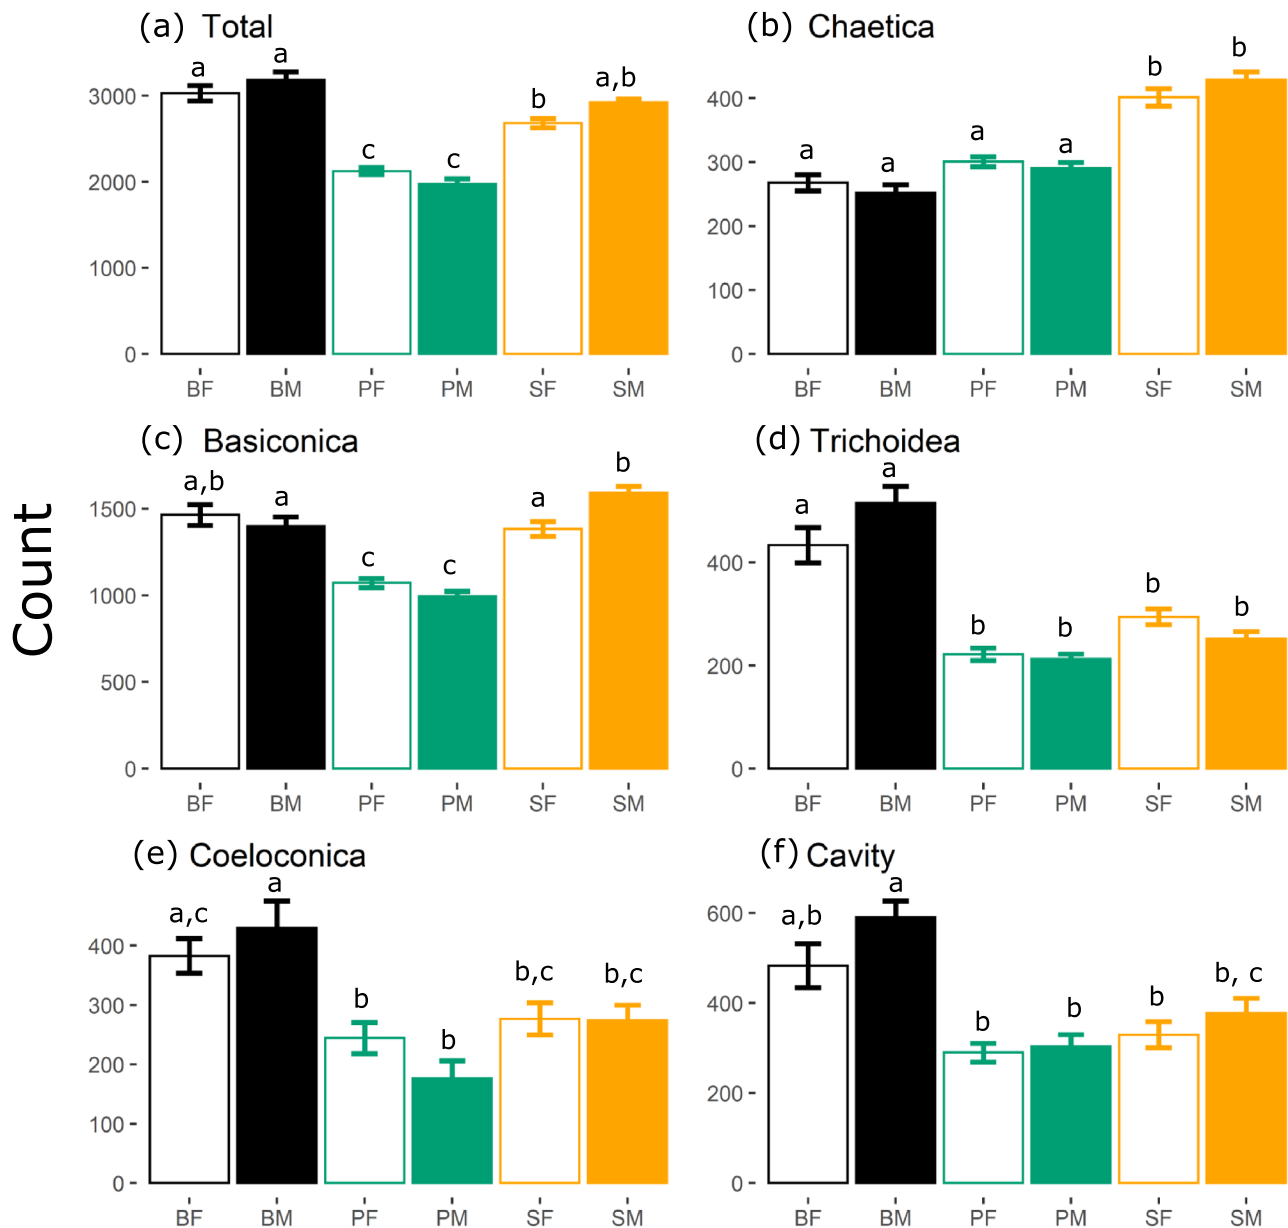 (a) Total
a a c c b a,b
3000
2000
1000
0
BF BM PF PM SF SM
(b) Chaetica
a a a a b b
400
300
200
100
0
BF BM PF PM SF SM
Count
(c) Basiconica
a,b a c c a b
1500
1000
500
0
BF BM PF PM SF SM
(d) Trichoidea
a a b b b b
400
200
0
BF BM PF PM SF SM
(e) Coeloconica
a,c a b b b,c b,c
400
300
200
100
0
BF BM PF PM SF SM
(f) Cavity
a,b a b b b b, c
600
400
200
0
BF BM PF PM SF SM